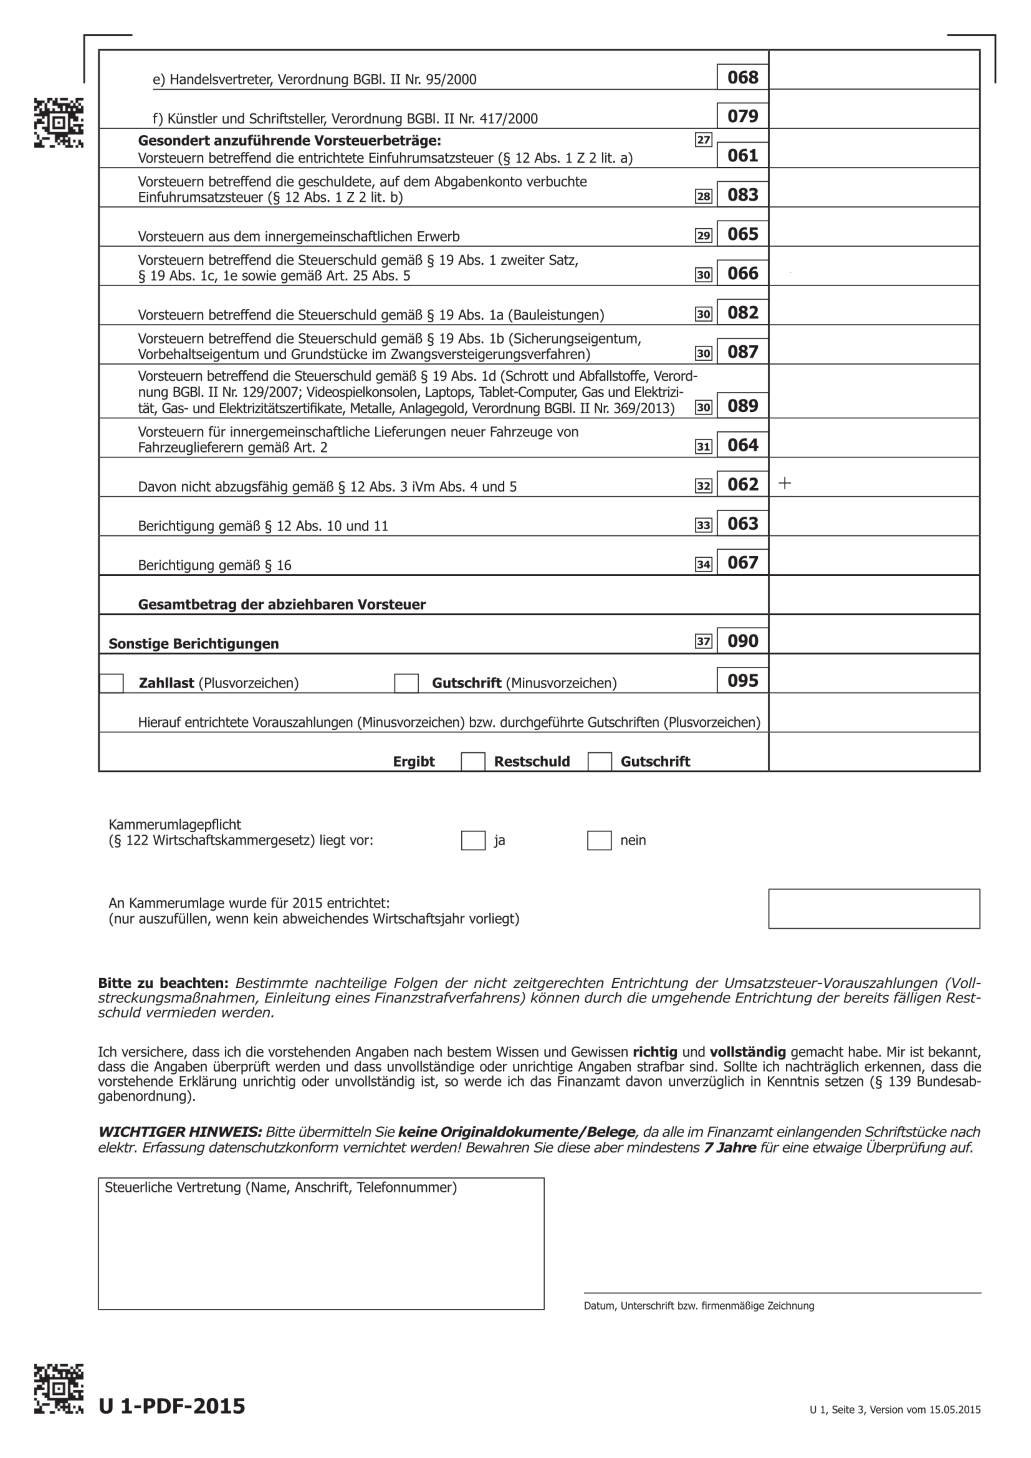 e) Handelsvertreter, Verordnung BGBl. II Nr. 95/2000 068
f) Künstler und Schriftsteller, Verordnung BGBl. II Nr. 417/2000 079
Gesondert anzuführende Vorsteuerbeträge: 27
Vorsteuern betreffend die entrichtete Einfuhrumsatzsteuer (§ 12 Abs. 1 Z 2 lit. a) 061
Vorsteuern betreffend die geschuldete, auf dem Abgabenkonto verbuchte
Einfuhrumsatzsteuer (§ 12 Abs. 1 Z 2 lit. b) 28 083
Vorsteuern aus dem innergemeinschaftlichen Erwerb 29 065
Vorsteuern betreffend die Steuerschuld gemäß § 19 Abs. 1 zweiter Satz,
§ 19 Abs. 1c, 1e sowie gemäß Art. 25 Abs. 5 30 066
Vorsteuern betreffend die Steuerschuld gemäß § 19 Abs. 1a (Bauleistungen) 30 082
Vorsteuern betreffend die Steuerschuld gemäß § 19 Abs. 1b (Sicherungseigentum,
Vorbehaltseigentum und Grundstücke im Zwangsversteigerungsverfahren) 30 087
Vorsteuern betreffend die Steuerschuld gemäß § 19 Abs. 1d (Schrott und Abfallstoffe, Verord-
nung BGBl. II Nr. 129/2007; Videospielkonsolen, Laptops, Tablet-Computer, Gas und Elektrizi-
tät, Gas- und Elektrizitätszertifikate, Metalle, Anlagegold, Verordnung BGBl. II Nr. 369/2013) 30 089
Vorsteuern für innergemeinschaftliche Lieferungen neuer Fahrzeuge von
Fahrzeuglieferern gemäß Art. 2 31 064
Davon nicht abzugsfähig gemäß § 12 Abs. 3 iVm Abs. 4 und 5 32 062 +
Berichtigung gemäß § 12 Abs. 10 und 11 33 063
Berichtigung gemäß § 16 34 067
Gesamtbetrag der abziehbaren Vorsteuer
Sonstige Berichtigungen 37 090
Zahllast (Plusvorzeichen) Gutschrift (Minusvorzeichen) 095
Hierauf entrichtete Vorauszahlungen (Minusvorzeichen) bzw. durchgeführte Gutschriften (Plusvorzeichen)
Ergibt Restschuld Gutschrift
Kammerumlagepflicht
(§ 122 Wirtschaftskammergesetz) liegt vor: ja nein
An Kammerumlage wurde für 2015 entrichtet:
(nur auszufüllen, wenn kein abweichendes Wirtschaftsjahr vorliegt)
Bitte zu beachten: Bestimmte nachteilige Folgen der nicht zeitgerechten Entrichtung der Umsatzsteuer-Vorauszahlungen (Voll-
streckungsmaßnahmen, Einleitung eines Finanzstrafverfahrens) können durch die umgehende Entrichtung der bereits fälligen Rest-
schuld vermieden werden.
Ich versichere, dass ich die vorstehenden Angaben nach bestem Wissen und Gewissen richtig und vollständig gemacht habe. Mir ist bekannt,
dass die Angaben überprüft werden und dass unvollständige oder unrichtige Angaben strafbar sind. Sollte ich nachträglich erkennen, dass die
vorstehende Erklärung unrichtig oder unvollständig ist, so werde ich das Finanzamt davon unverzüglich in Kenntnis setzen (§ 139 Bundesab-
gabenordnung).
WICHTIGER HINWEIS: Bitte übermitteln Sie keine Originaldokumente/Belege, da alle im Finanzamt einlangenden Schriftstücke nach
elektr. Erfassung datenschutzkonform vernichtet werden! Bewahren Sie diese aber mindestens 7 Jahre für eine etwaige Überprüfung auf.
Steuerliche Vertretung (Name, Anschrift, Telefonnummer)
Datum, Unterschrift bzw. firmenmäßige Zeichnung
U 1-PDF-2015
U 1, Seite 3, Version vom 15.05.2015